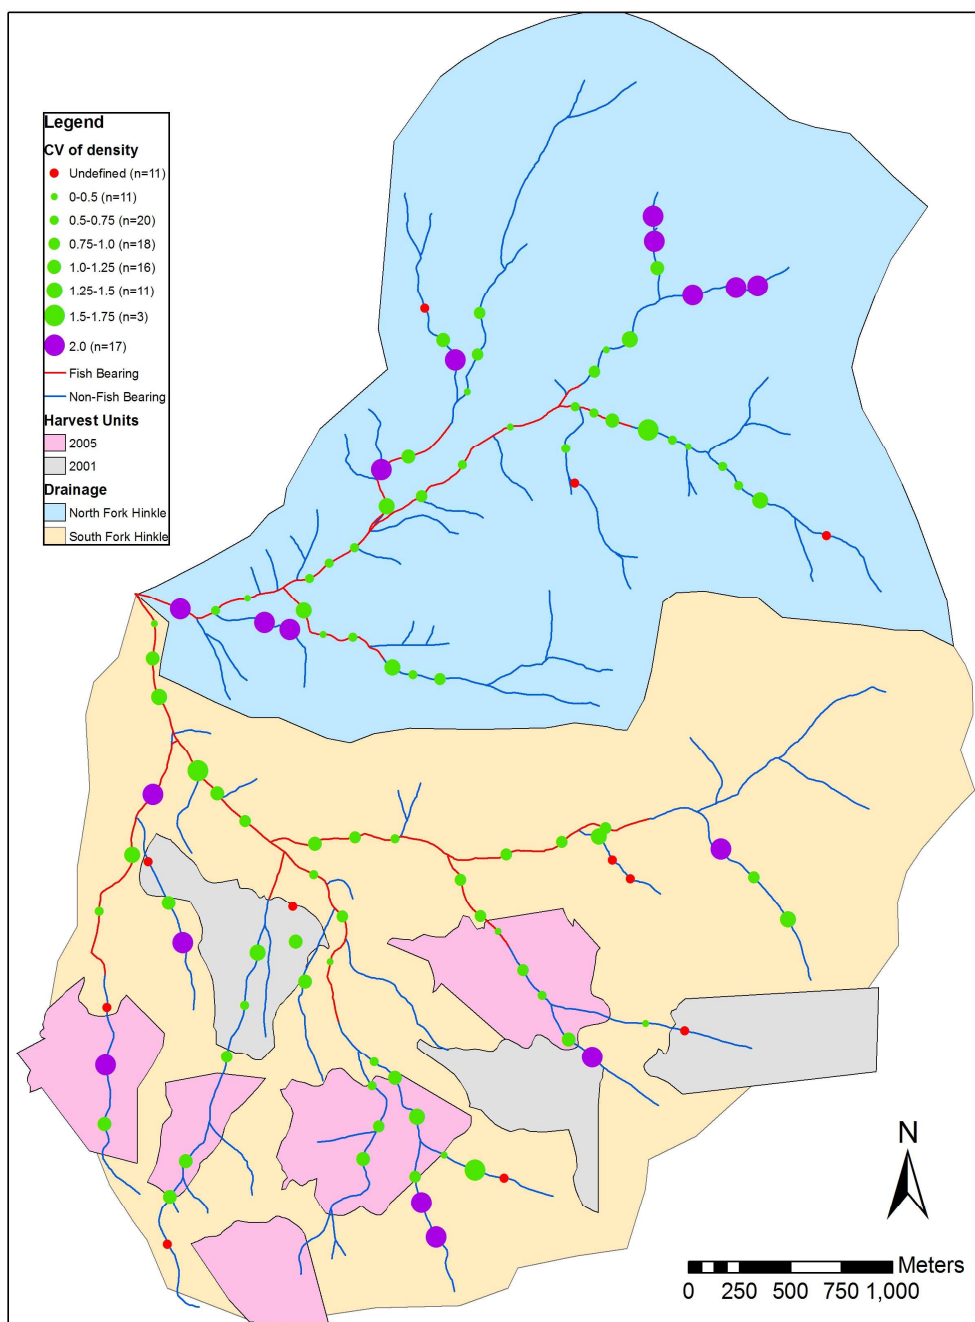 Legend
CV of density
Undefined (n=11)
0-0.5 (n=11)
0.5-0.75 (n=20)
0.75-1.0 (n=18)
1.0-1.25 (n=16)
1.25-1.5 (n=11)
1.5-1.75 (n=3)
2.0 (n=17)
Fish Bearing
Non-Fish Bearing
Harvest Units
2005
2001
Drainage
North Fork Hinkle
South Fork Hinkle
N
Meters
0 250 500 750 1,000